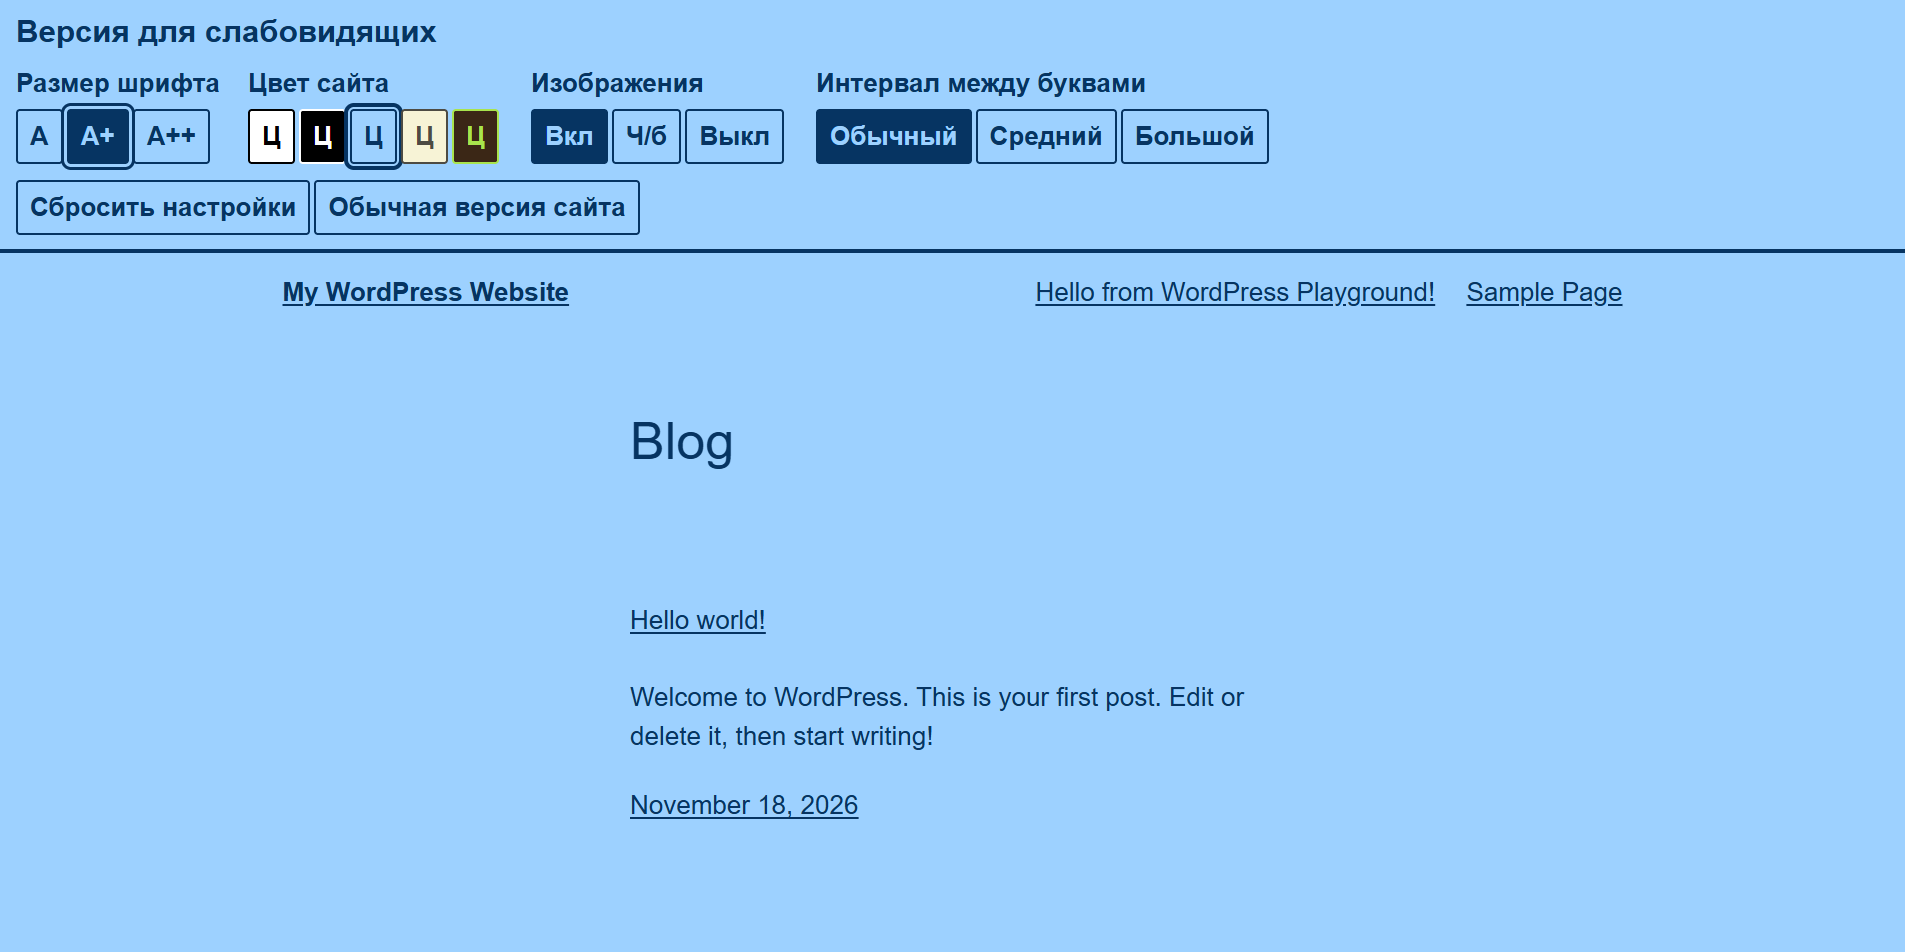 Версия для слабовидящих
Размер шрифта Цвет сайта Изображения Интервал между буквами
А А+ А++ Ц Ц Ц Ц Ц Вкл Ч/б Выкл Обычный Средний Большой
Сбросить настройки Обычная версия сайта
My WordPress Website Hello from WordPress Playground! Sample Page
Blog
Hello world!
Welcome to WordPress. This is your first post. Edit or
delete it, then start writing!
November 18, 2026